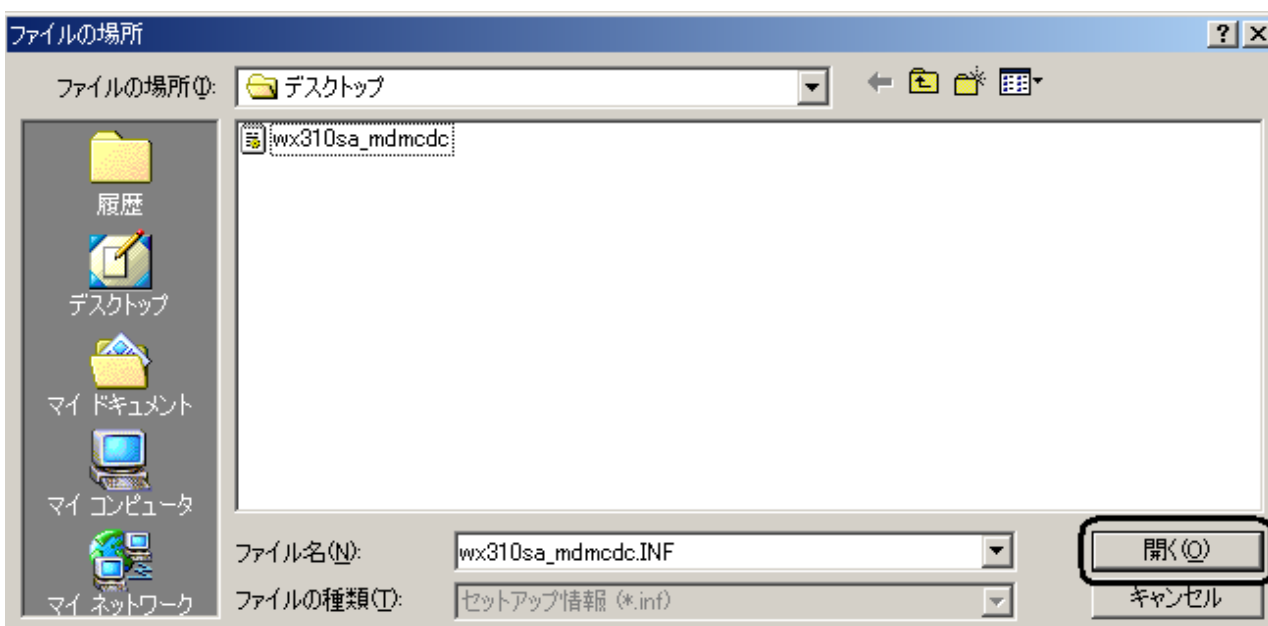 ファイルの場所
ファイルの場所(I):
デスクトップ
履歴
デスクトップ
マイ ドキュメント
マイ コンピュータ
マイ ネットワーク
wx310sa_mdmcdc
ファイル名(N):
wx310sa_mdmcdc.INF
開く(O)
ファイルの種類(T):
セットアップ情報 (*.inf)
キャンセル